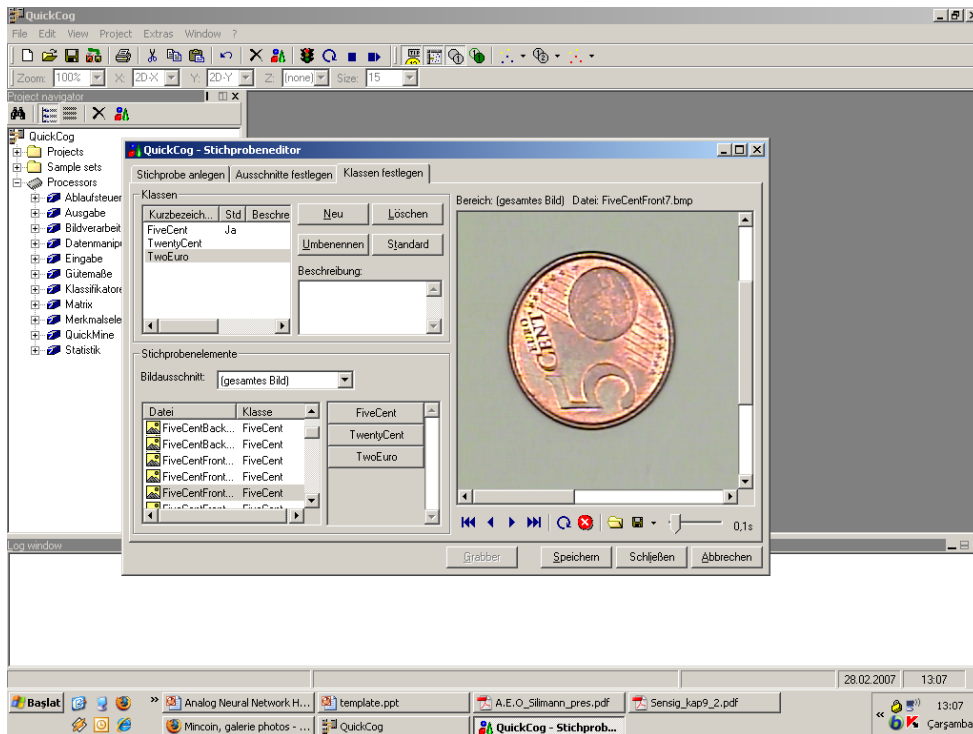 QuickCog
File Edit View Project Extras Window ?
Zoom: 100% X: 2D-X Y: 2D-Y Z: (none) Size: 15
Project navigator
QuickCog
Projects
Sample sets
Processors
Ablaufsteuer
Ausgabe
Bildverarbeit
Datenmanip
Eingabe
Gütemaße
Klassifikatore
Matrix
Merkmalsele
QuickMine
Statistik
QuickCog - Stichprobeneditor
Stichprobe anlegen Ausschnitte festlegen Klassen festlegen
Klassen
Kurzbezeich... Std Beschre
FiveCent Ja
TwentyCent
TwoEuro
Neu Löschen
Umbenennen Standard
Beschreibung:
Stichprobenelemente
Bildausschnitt: (gesamtes Bild)
Datei Klasse
FiveCentBack... FiveCent
FiveCentBack... FiveCent
FiveCentFront... FiveCent
FiveCentFront... FiveCent
FiveCentFront... FiveCent
FiveCentFront... FiveCent
FiveCent
TwentyCent
TwoEuro
Bereich: (gesamtes Bild) Datei: FiveCentFront7.bmp
5
EURO
CENT
0,1s
Grabber Speichern Schließen Abbrechen
Log window
28.02.2007 13:07
Başlat » Analog Neural Network H... template.ppt A.E.O_Silimann_pres.pdf Sensig_kap9_2.pdf « 13:07
Mincoin, galerie photos - ... QuickCog QuickCog - Stichprob... Çarşamba